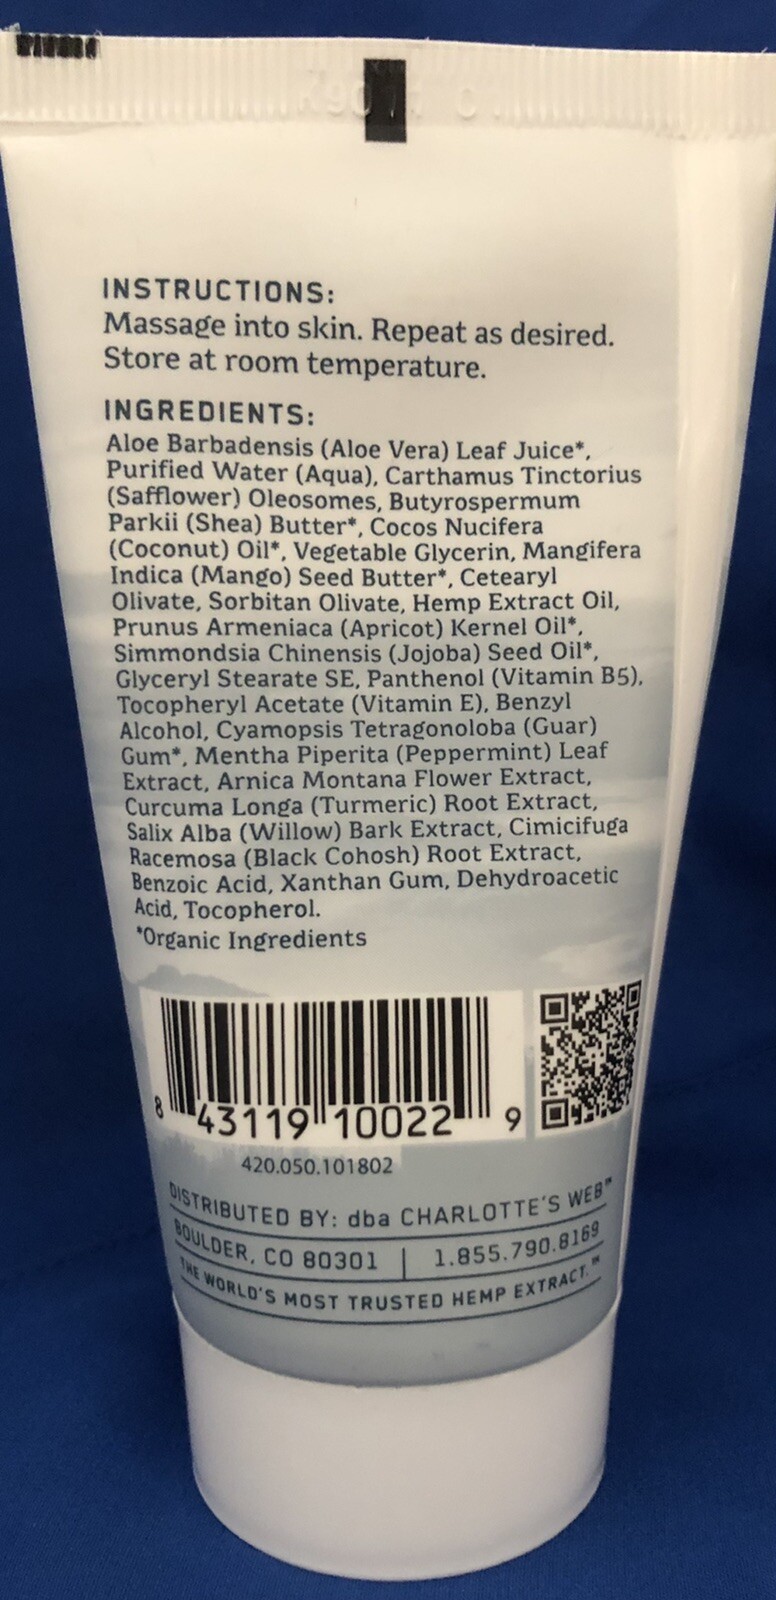 INSTRUCTIONS:
Massage into skin. Repeat as desired.
Store at room temperature.
INGREDIENTS:
Aloe Barbadensis (Aloe Vera) Leaf Juice*,
Purified Water (Aqua), Carthamus Tinctorius
(Safflower) Oleosomes, Butyrospermum
Parkii (Shea) Butter*, Cocos Nucifera
(Coconut) Oil*, Vegetable Glycerin, Mangifera
Indica (Mango) Seed Butter*, Cetearyl
Olivate, Sorbitan Olivate, Hemp Extract Oil,
Prunus Armeniaca (Apricot) Kernel Oil*,
Simmondsia Chinensis (Jojoba) Seed Oil*,
Glyceryl Stearate SE, Panthenol (Vitamin B5),
Tocopheryl Acetate (Vitamin E), Benzyl
Alcohol, Cyamopsis Tetragonoloba (Guar)
Gum*, Mentha Piperita (Peppermint) Leaf
Extract, Arnica Montana Flower Extract,
Curcuma Longa (Turmeric) Root Extract,
Salix Alba (Willow) Bark Extract, Cimicifuga
Racemosa (Black Cohosh) Root Extract,
Benzoic Acid, Xanthan Gum, Dehydroacetic
Acid, Tocopherol.
*Organic Ingredients
8 43119 10022 9
420.050.101802
DISTRIBUTED BY: dba CHARLOTTE'S WEB™
BOULDER, CO 80301 | 1.855.790.8169
THE WORLD'S MOST TRUSTED HEMP EXTRACT.™